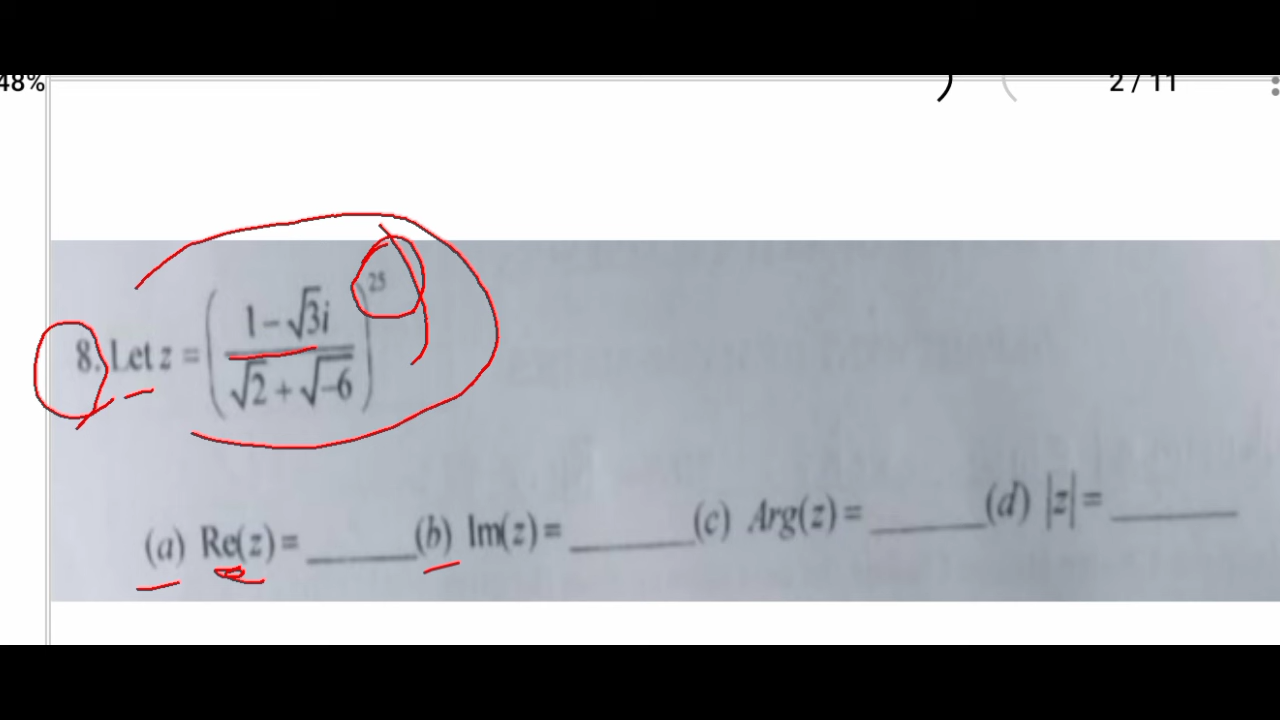 48% 2 / 11
8. Let z = ( (1 - √3i) / (√2 + √-6) )^25
(a) Re(z) = ______ (b) Im(z) = ______ (c) Arg(z) = ______ (d) |z| = ______